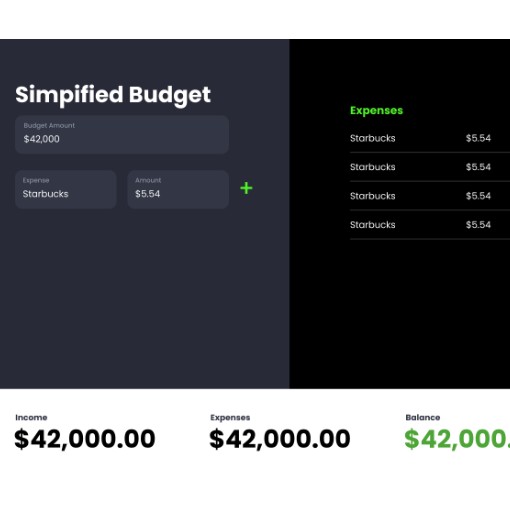 Simpified Budget
Budget Amount
$42,000
Expense
Starbucks
Amount
$5.54
+
Expenses
Starbucks $5.54
Starbucks $5.54
Starbucks $5.54
Starbucks $5.54
Income
$42,000.00
Expenses
$42,000.00
Balance
$42,000.